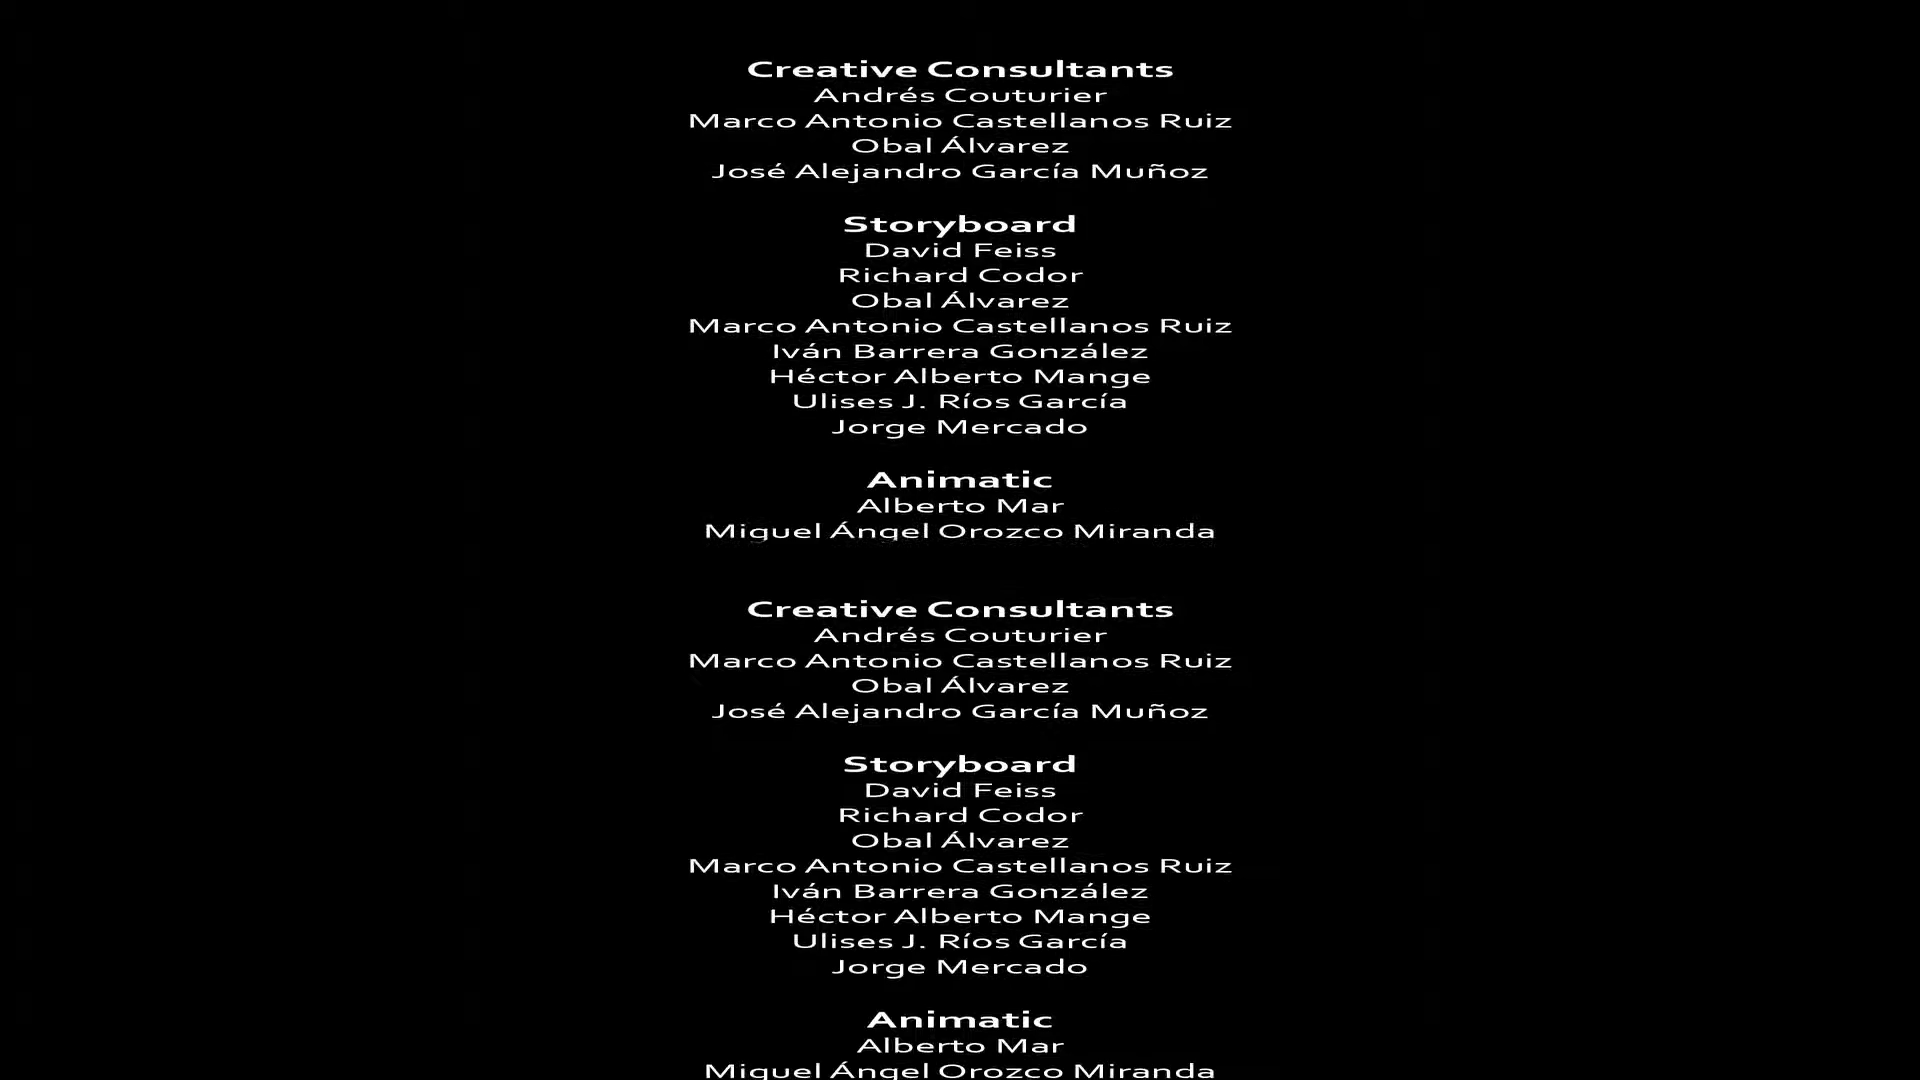 Creative Consultants
Andrés Couturier
Marco Antonio Castellanos Ruiz
Obal Álvarez
José Alejandro García Muñoz
Storyboard
David Feiss
Richard Codor
Obal Álvarez
Marco Antonio Castellanos Ruiz
Iván Barrera González
Héctor Alberto Mange
Ulises J. Ríos García
Jorge Mercado
Animatic
Alberto Mar
Miguel Ángel Orozco Miranda
Creative Consultants
Andrés Couturier
Marco Antonio Castellanos Ruiz
Obal Álvarez
José Alejandro García Muñoz
Storyboard
David Feiss
Richard Codor
Obal Álvarez
Marco Antonio Castellanos Ruiz
Iván Barrera González
Héctor Alberto Mange
Ulises J. Ríos García
Jorge Mercado
Animatic
Alberto Mar
Miguel Ángel Orozco Miranda